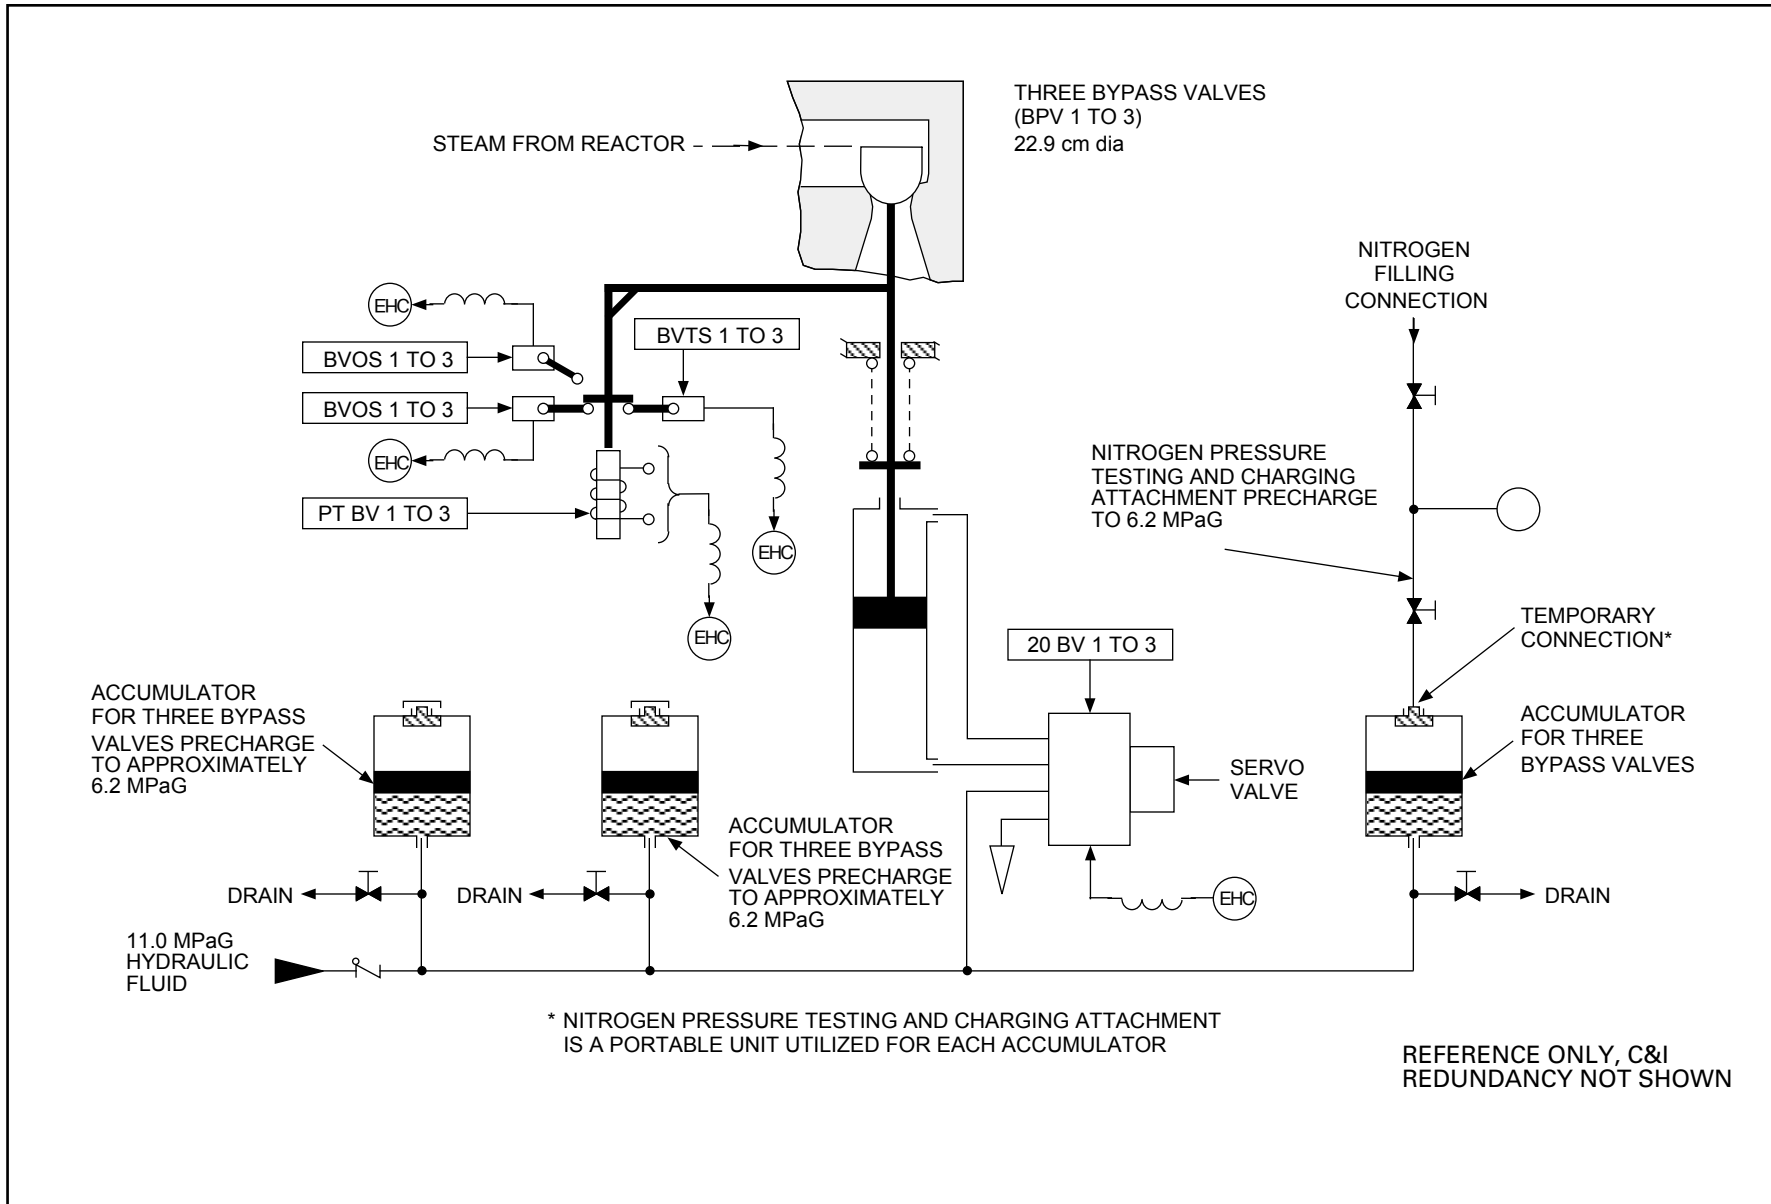 THREE BYPASS VALVES
(BPV 1 TO 3)
22.9 cm dia
STEAM FROM REACTOR
NITROGEN
FILLING
CONNECTION
EHC
BVOS 1 TO 3
BVTS 1 TO 3
BVOS 1 TO 3
EHC
PT BV 1 TO 3
EHC
EHC
NITROGEN PRESSURE
TESTING AND CHARGING
ATTACHMENT PRECHARGE
TO 6.2 MPaG
TEMPORARY
CONNECTION*
20 BV 1 TO 3
ACCUMULATOR
FOR THREE BYPASS
VALVES PRECHARGE
TO APPROXIMATELY
6.2 MPaG
ACCUMULATOR
FOR THREE
BYPASS VALVES
SERVO
VALVE
ACCUMULATOR
FOR THREE BYPASS
VALVES PRECHARGE
TO APPROXIMATELY
6.2 MPaG
DRAIN
DRAIN
EHC
DRAIN
11.0 MPaG
HYDRAULIC
FLUID
* NITROGEN PRESSURE TESTING AND CHARGING ATTACHMENT
IS A PORTABLE UNIT UTILIZED FOR EACH ACCUMULATOR
REFERENCE ONLY, C&I
REDUNDANCY NOT SHOWN